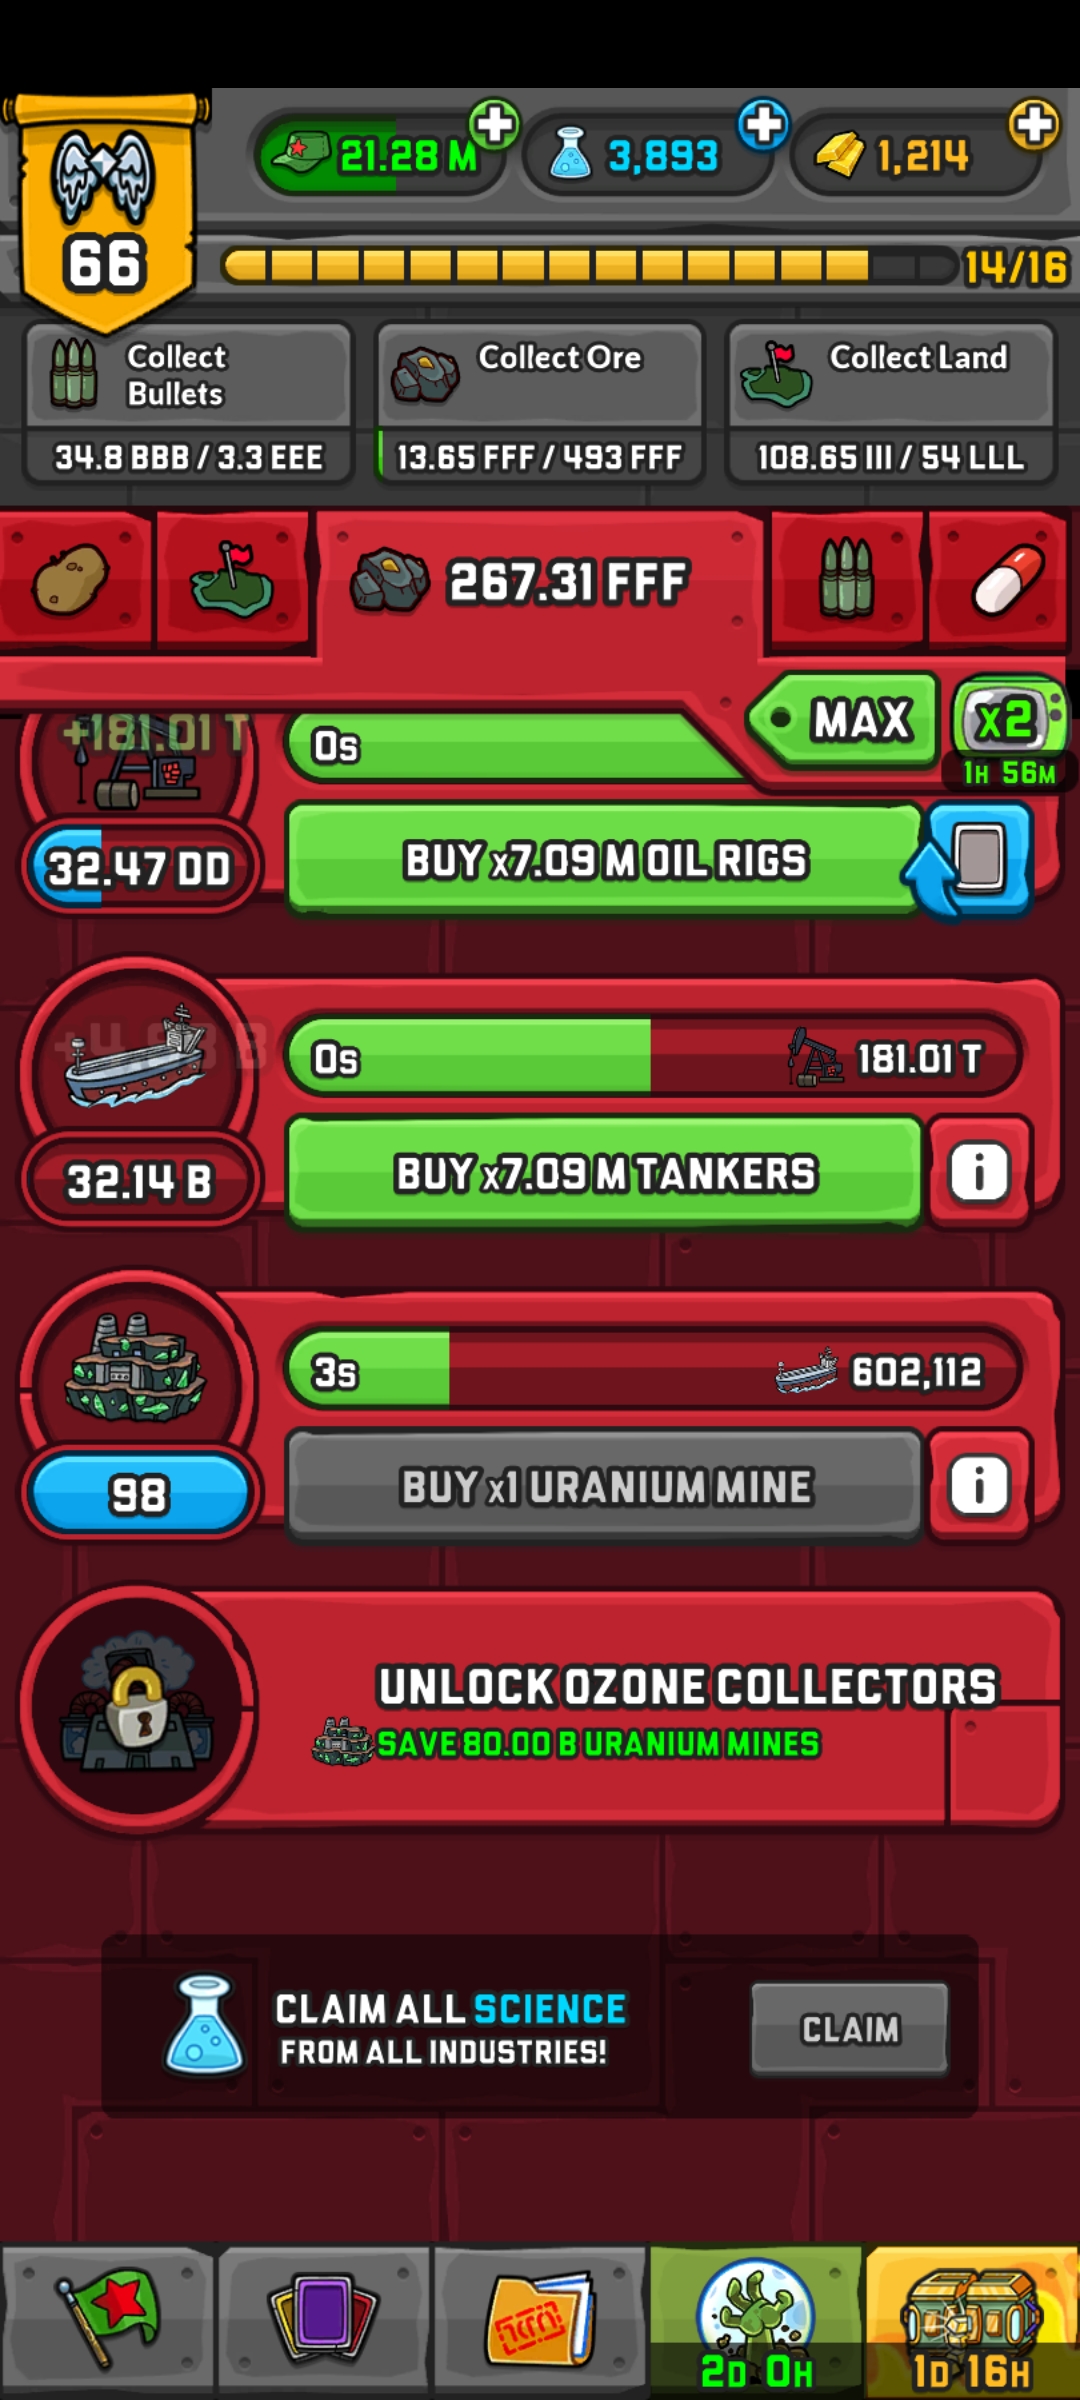 21.28 M
3,893
1,214
66
14/16
Collect
Bullets
34.8 BBB / 3.3 EEE
Collect Ore
13.65 FFF / 493 FFF
Collect Land
108.65 III / 54 LLL
267.31 FFF
MAX
x2
1H 56M
+181.01 T
0s
32.47 DD
BUY x7.09 M OIL RIGS
0s
181.01 T
32.14 B
BUY x7.09 M TANKERS
i
3s
602,112
98
BUY x1 URANIUM MINE
i
UNLOCK OZONE COLLECTORS
SAVE 80.00 B URANIUM MINES
CLAIM ALL SCIENCE
FROM ALL INDUSTRIES!
CLAIM
2D 0H
1D 16H